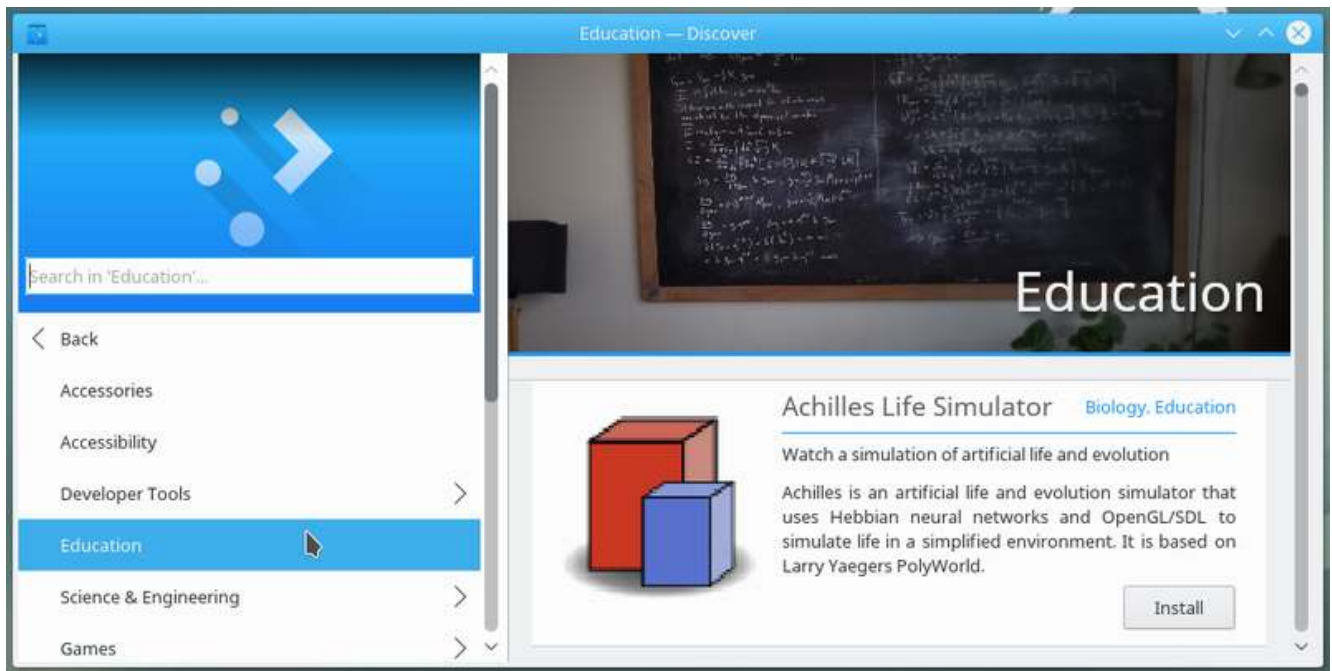 Education — Discover
Search in 'Education'...
Back
Accessories
Accessibility
Developer Tools
Education
Science & Engineering
Games
Education
Achilles Life Simulator
Biology, Education
Watch a simulation of artificial life and evolution
Achilles is an artificial life and evolution simulator that
uses Hebbian neural networks and OpenGL/SDL to
simulate life in a simplified environment. It is based on
Larry Yaegers PolyWorld.
Install